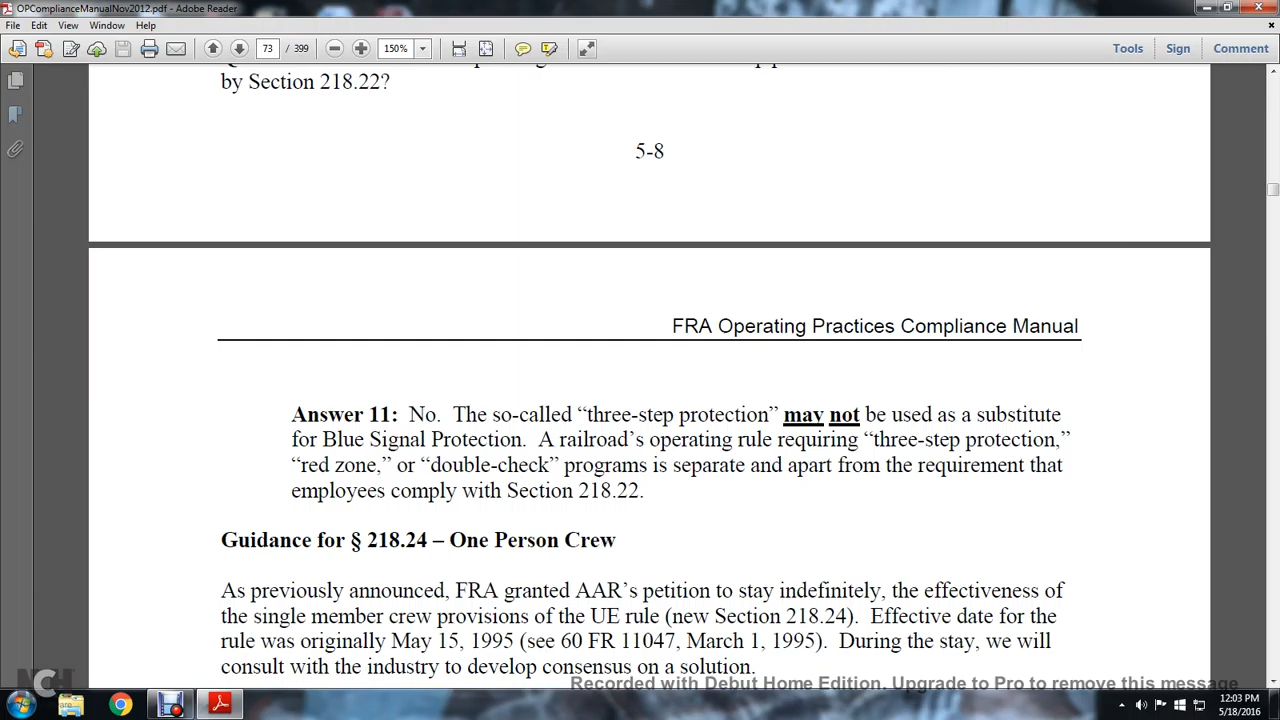 OPComplianceManualNov2012.pdf - Adobe Reader
File Edit View Window Help
73 / 399 150% Tools Sign Comment
by Section 218.22?
5-8
FRA Operating Practices Compliance Manual
Answer 11: No. The so-called “three-step protection” may not be used as a substitute
for Blue Signal Protection. A railroad’s operating rule requiring “three-step protection,”
“red zone,” or “double-check” programs is separate and apart from the requirement that
employees comply with Section 218.22.
Guidance for § 218.24 – One Person Crew
As previously announced, FRA granted AAR’s petition to stay indefinitely, the effectiveness of
the single member crew provisions of the UE rule (new Section 218.24). Effective date for the
rule was originally May 15, 1995 (see 60 FR 11047, March 1, 1995). During the stay, we will
consult with the industry to develop consensus on a solution.
Recorded with Debut Home Edition. Upgrade to Pro to remove this message
NCH
12:03 PM
5/18/2016